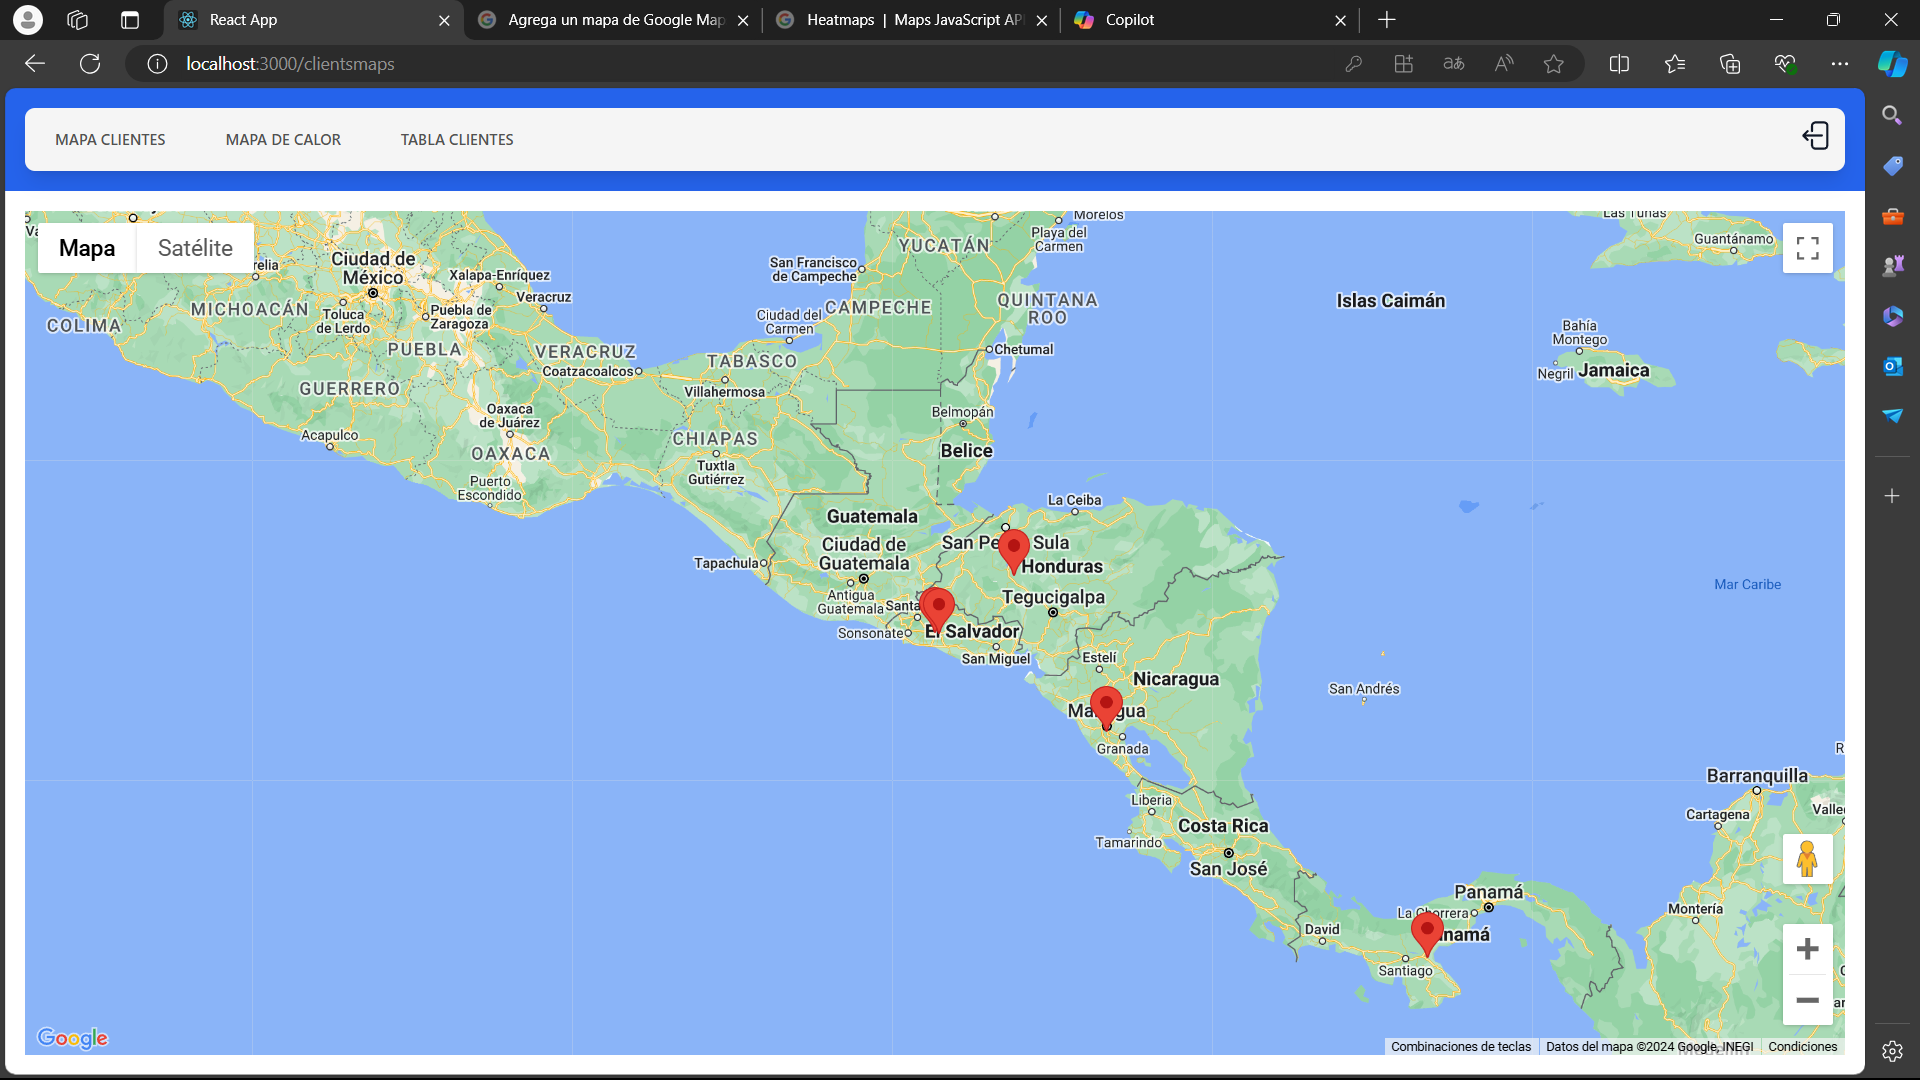 React App
Agrega un mapa de Google Map
Heatmaps | Maps JavaScript API
Copilot
localhost:3000/clientsmaps
MAPA CLIENTES
MAPA DE CALOR
TABLA CLIENTES
Mapa
Satélite
Morelos
Playa del
Carmen
YUCATÁN
San Francisco
de Campeche
Las Tunas
Guantánamo
Ciudad de
México
Xalapa-Enríquez
Veracruz
MICHOACÁN
COLIMA
Toluca
de Lerdo
Puebla de
Zaragoza
CAMPECHE
QUINTANA
ROO
Ciudad del
Carmen
Islas Caimán
Bahía
Montego
Negril
Jamaica
PUEBLA
VERACRUZ
Coatzacoalcos
TABASCO
Villahermosa
Chetumal
GUERRERO
Oaxaca
de Juárez
Belmopán
Belice
Acapulco
OAXACA
CHIAPAS
Tuxtla
Gutiérrez
Puerto
Escondido
La Ceiba
Guatemala
Ciudad de
Guatemala
San Pe Sula
Honduras
Tapachula
Antigua
Guatemala
Santa
Tegucigalpa
Mar Caribe
Sonsonate
El Salvador
San Miguel
Estelí
Nicaragua
San Andrés
Ma gua
Granada
Barranquilla
Cartagena
Valle
Liberia
Costa Rica
Tamarindo
San José
Panamá
La Chorrera
Montería
David
namá
Santiago
Google
Combinaciones de teclas
Datos del mapa ©2024 Google, INEGI
Condiciones